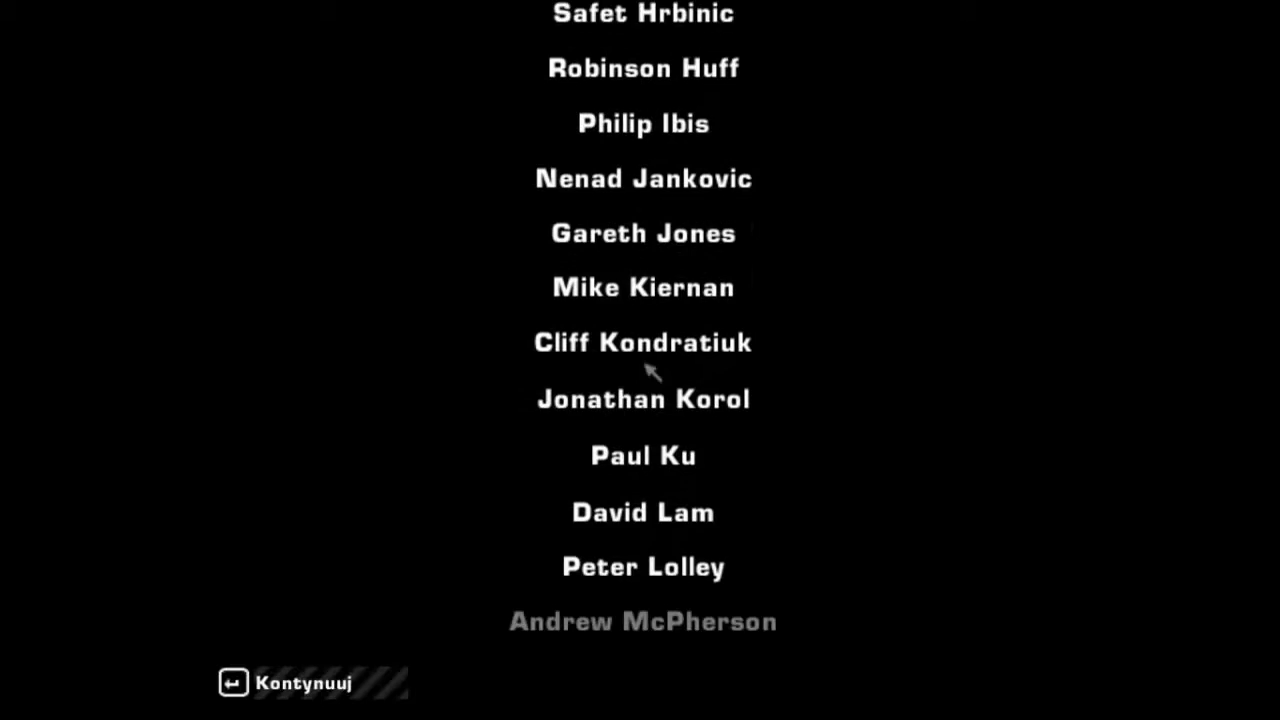 Safet Hrbinic
Robinson Huff
Philip Ibis
Nenad Jankovic
Gareth Jones
Mike Kiernan
Cliff Kondratiuk
Jonathan Korol
Paul Ku
David Lam
Peter Lolley
Andrew McPherson
Kontynuuj